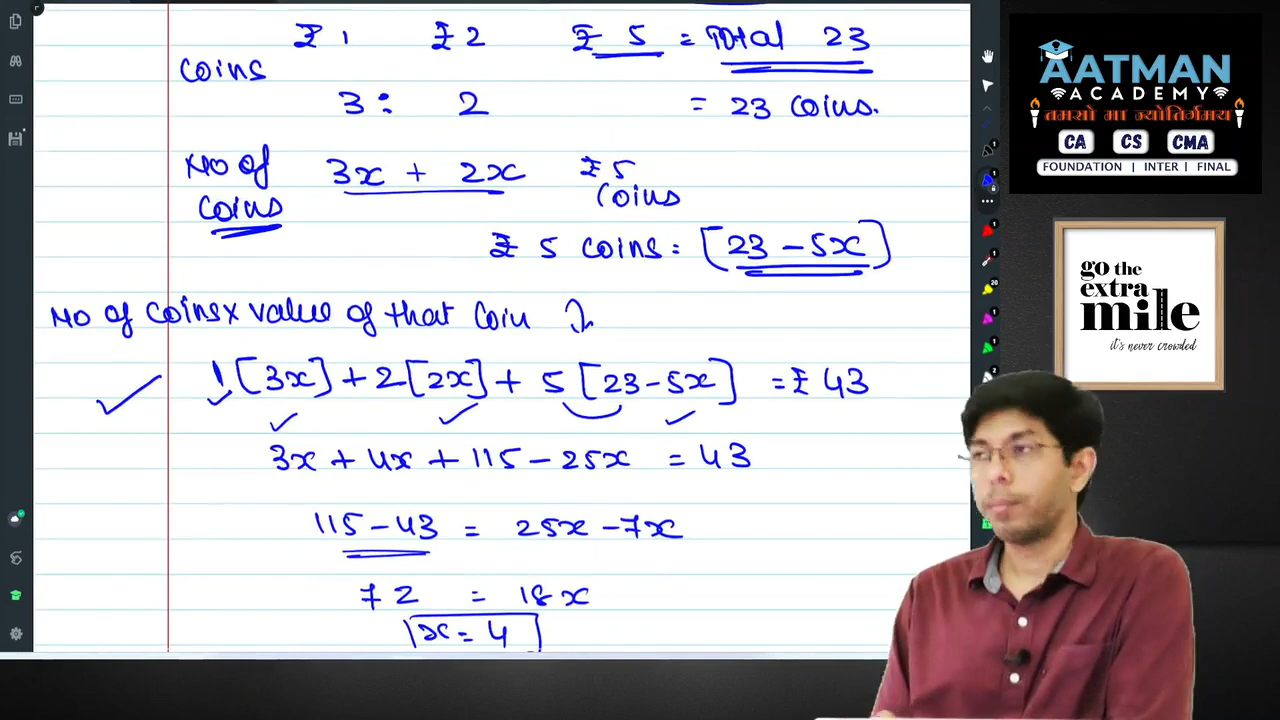 ₹ 1 ₹ 2 ₹ 5 = Total 23
coins
3 : 2 = 23 coins.
No of 3x + 2x ₹ 5
coins coins
₹ 5 coins = [23 - 5x]
No of coins x value of that coin
1 [3x] + 2 [2x] + 5 [23 - 5x] = ₹ 43
3x + 4x + 115 - 25x = 43
115 - 43 = 25x - 7x
72 = 18x
x = 4
AATMAN
ACADEMY
तमसो मा ज्योतिर्गमय
CA CS CMA
FOUNDATION | INTER | FINAL
go the
extra
mile
it's never crowded